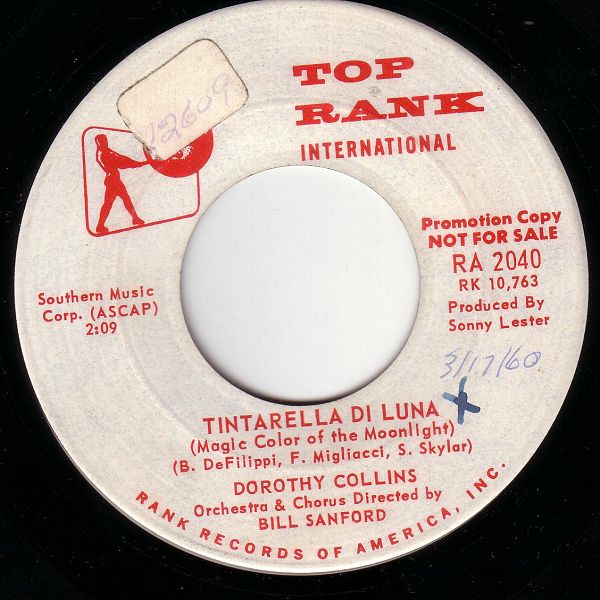 TOP
RANK
INTERNATIONAL
12609
Promotion Copy
NOT FOR SALE
RA 2040
RK 10,763
Produced By
Sonny Lester
Southern Music
Corp. (ASCAP)
2:09
3/17/60
TINTARELLA DI LUNA X
(Magic Color of the Moonlight)
(B. DeFilippi, F. Migliacci, S. Skylar)
DOROTHY COLLINS
Orchestra & Chorus Directed by
BILL SANFORD
RANK RECORDS OF AMERICA, INC.